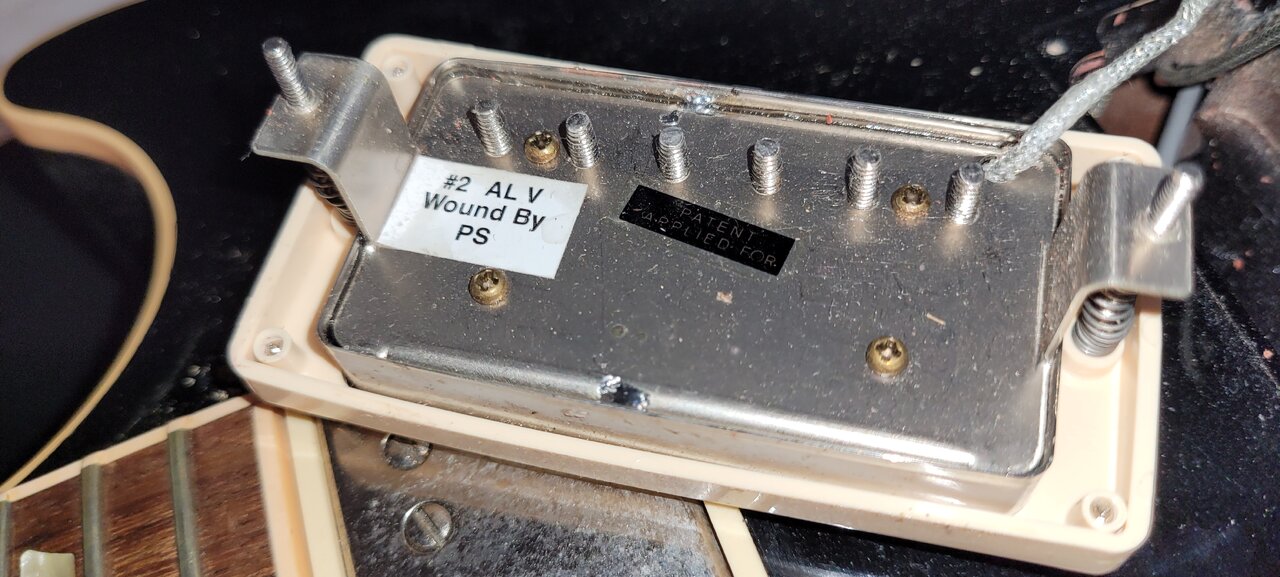 #2 AL V
Wound By
PS
PATENT
APPLIED FOR